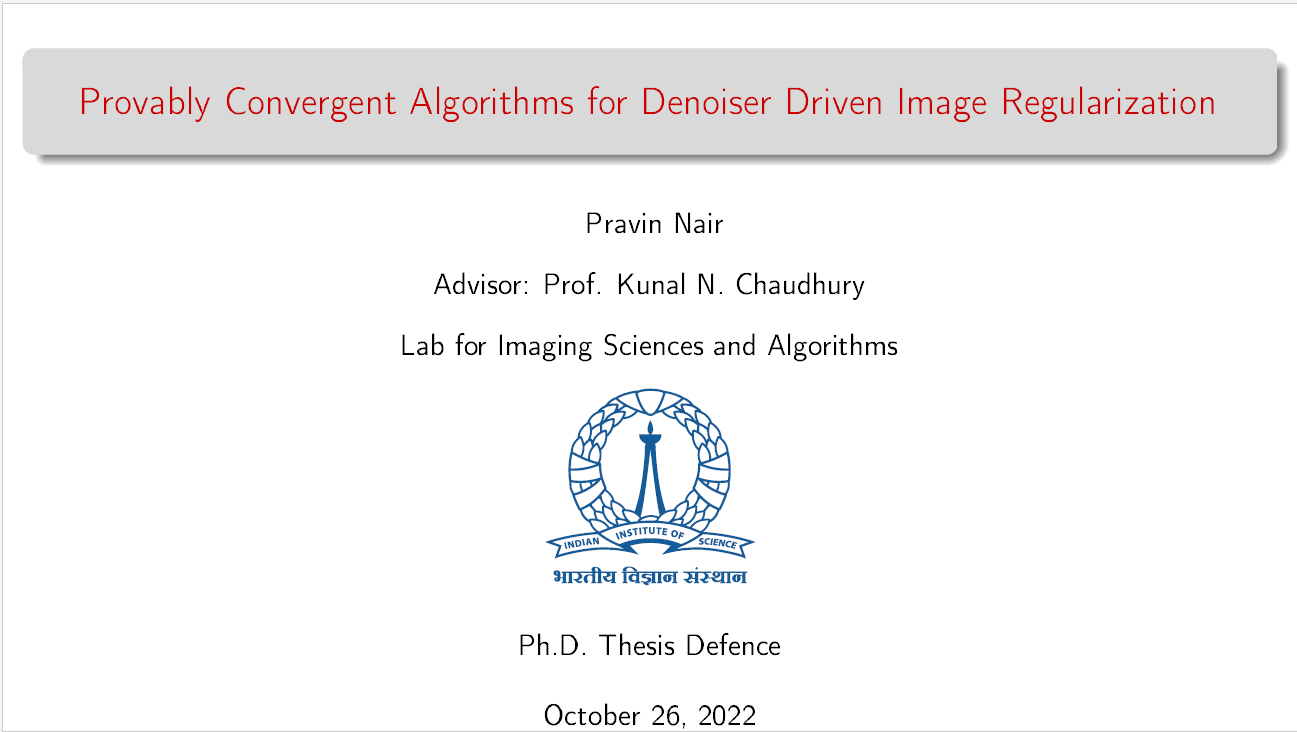 Provably Convergent Algorithms for Denoiser Driven Image Regularization
Pravin Nair
Advisor: Prof. Kunal N. Chaudhury
Lab for Imaging Sciences and Algorithms
INDIAN INSTITUTE OF SCIENCE
भारतीय विज्ञान संस्थान
Ph.D. Thesis Defence
October 26, 2022